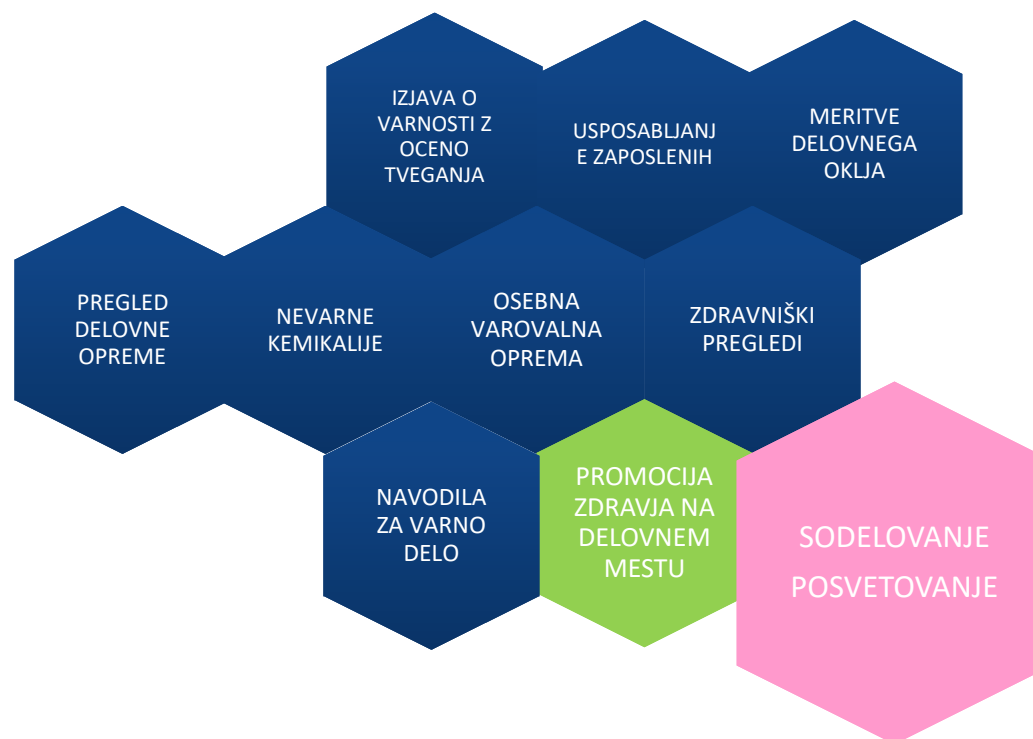 IZJAVA O
VARNOSTI Z
OCENO
TVEGANJA
USPOSABLJANJ
E ZAPOSLENIH
MERITVE
DELOVNEGA
OKLJA
PREGLED
DELOVNE
OPREME
NEVARNE
KEMIKALIJE
OSEBNA
VAROVALNA
OPREMA
ZDRAVNIŠKI
PREGLEDI
NAVODILA
ZA VARNO
DELO
PROMOCIJA
ZDRAVJA NA
DELOVNEM
MESTU
SODELOVANJE
POSVETOVANJE